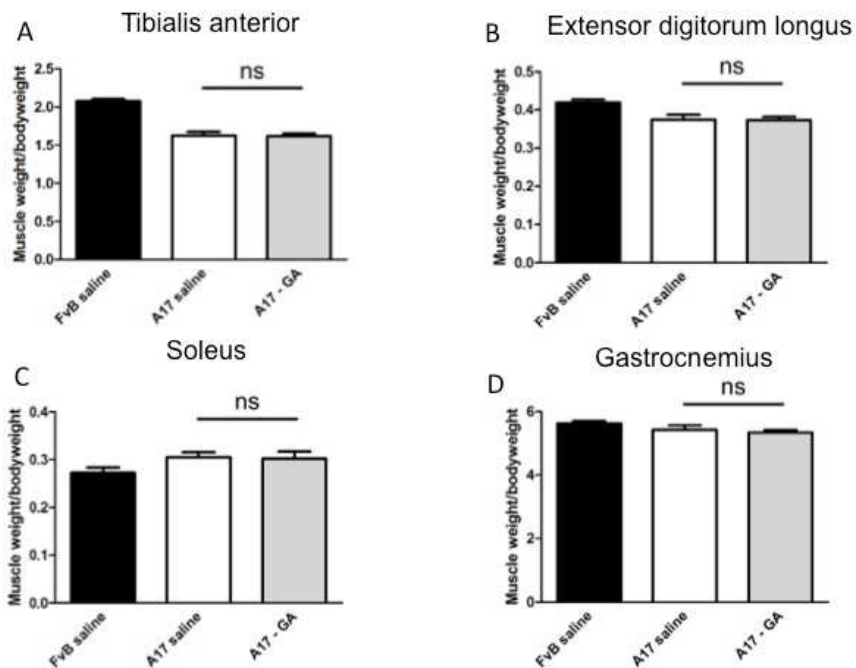 A
Tibialis anterior
ns
Muscle weight/bodyweight
2.5
2.0
1.5
1.0
0.5
0.0
FvB saline
A17 saline
A17 - GA
B
Extensor digitorum longus
ns
Muscle weight/bodyweight
0.5
0.4
0.3
0.2
0.1
0.0
FvB saline
A17 saline
A17 - GA
C
Soleus
ns
Muscle weight/bodyweight
0.4
0.3
0.2
0.1
0.0
FvB saline
A17 saline
A17 - GA
D
Gastrocnemius
ns
Muscle weight/bodyweight
6
4
2
0
FvB saline
A17 saline
A17 - GA